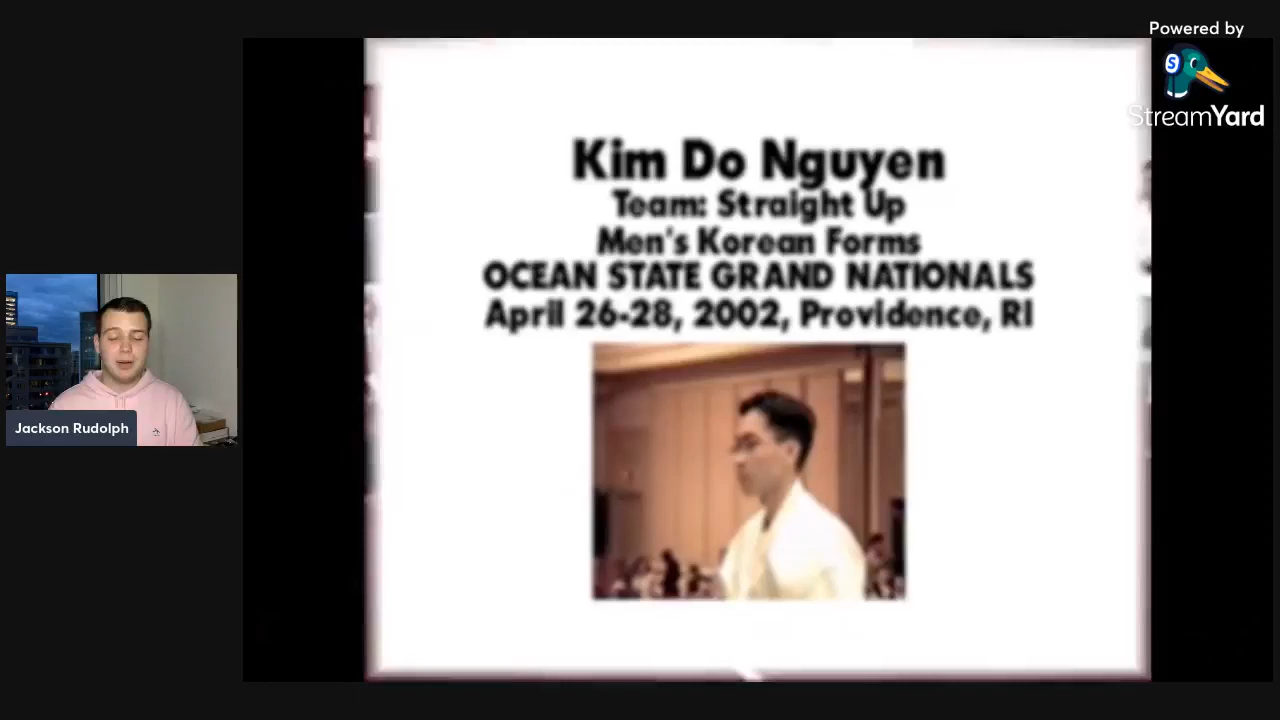 Powered by
S
StreamYard
Kim Do Nguyen
Team: Straight Up
Men's Korean Forms
OCEAN STATE GRAND NATIONALS
April 26-28, 2002, Providence, RI
Jackson Rudolph